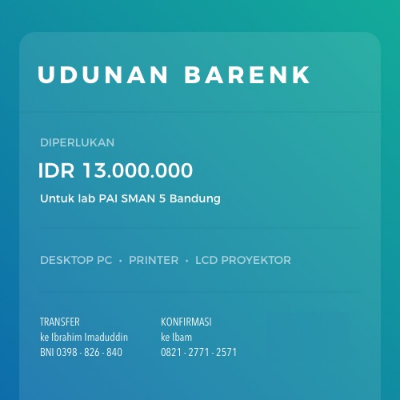 UDUNAN BARENK
DIPERLUKAN
IDR 13.000.000
Untuk lab PAI SMAN 5 Bandung
DESKTOP PC • PRINTER • LCD PROYEKTOR
TRANSFER
ke Ibrahim Imaduddin
BNI 0398 - 826 - 840
KONFIRMASI
ke Ibam
0821 - 2771 - 2571